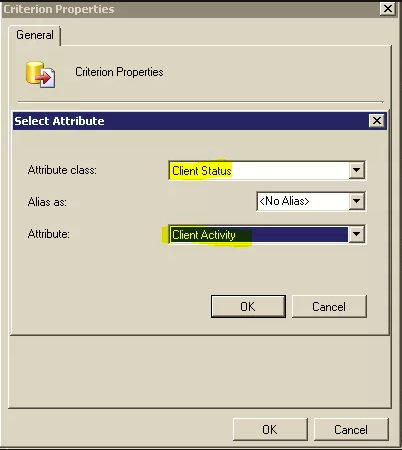 Criterion Properties
General
Criterion Properties
Select Attribute
Attribute class: Client Status
Alias as: <No Alias>
Attribute: Client Activity
OK Cancel
OK Cancel